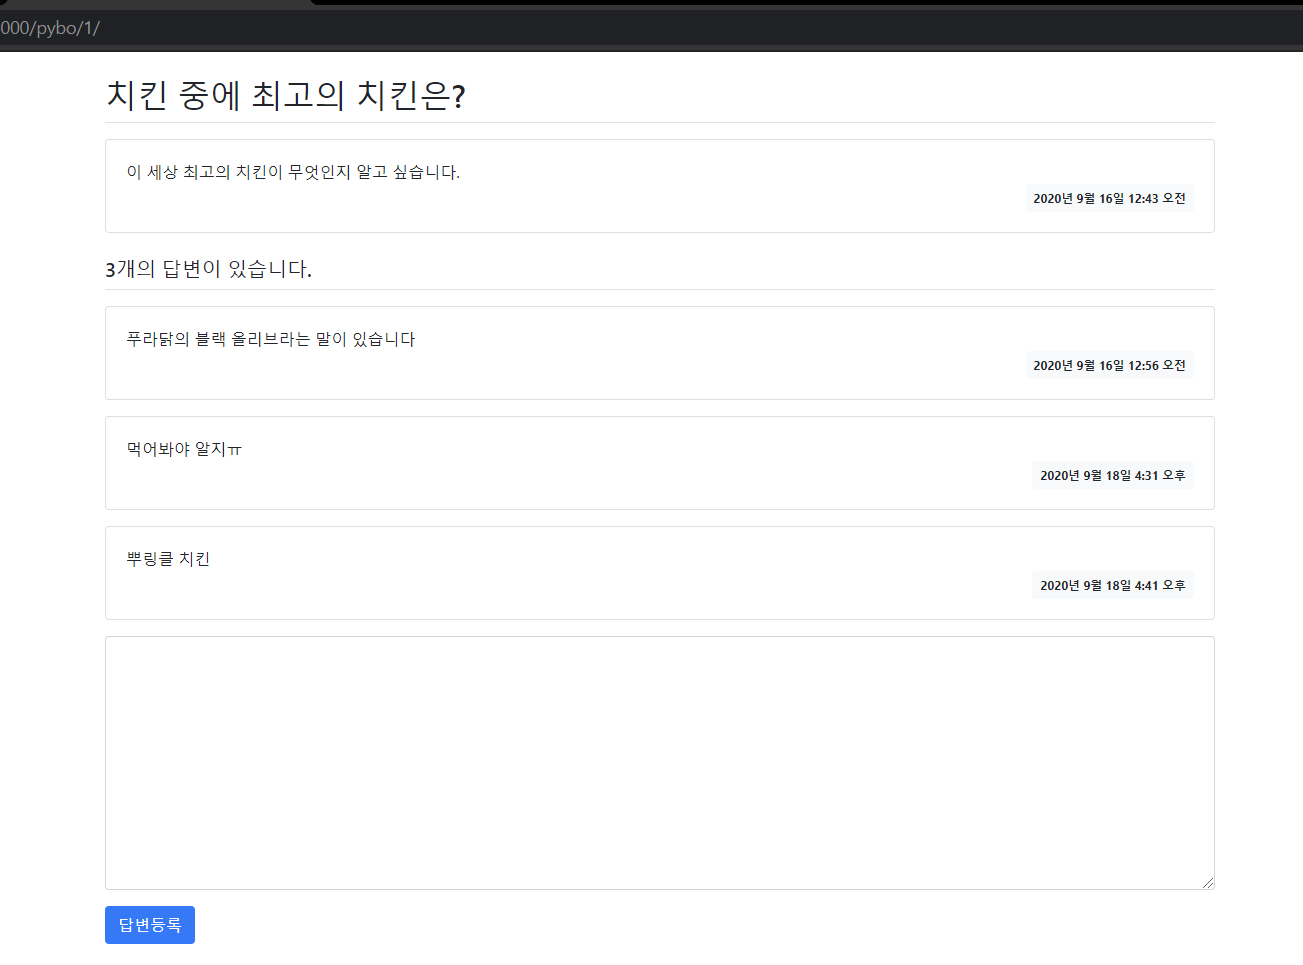 000/pybo/1/
치킨 중에 최고의 치킨은?
이 세상 최고의 치킨이 무엇인지 알고 싶습니다.
2020년 9월 16일 12:43 오전
3개의 답변이 있습니다.
푸라닭의 블랙 올리브라는 말이 있습니다
2020년 9월 16일 12:56 오전
먹어봐야 알지ㅠ
2020년 9월 18일 4:31 오후
뿌링클 치킨
2020년 9월 18일 4:41 오후
답변등록